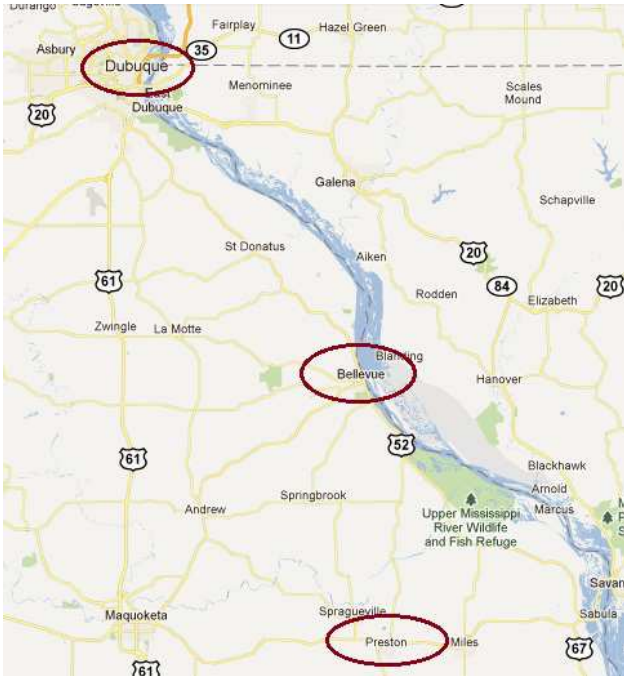 Fairplay
Hazel Green
11
35
Asbury
Dubuque
East
Dubuque
Menominee
Scales
Mound
20
Galena
Schapville
St Donatus
Aiken
20
61
Rodden
84
20
Elizabeth
Zwingle
La Motte
Blanding
Bellevue
Hanover
52
61
Blackhawk
Springbrook
Arnold
Andrew
Marcus
Upper Mississippi
River Wildlife
and Fish Refuge
Savan
Maquoketa
Spragueville
Sabula
Preston
Miles
67
61